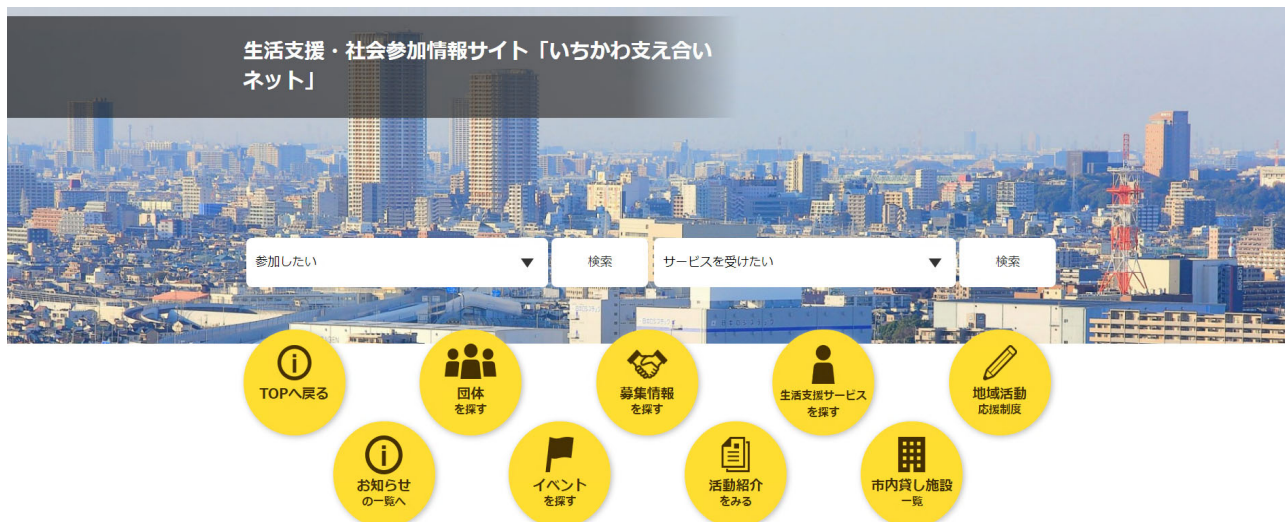 生活支援・社会参加情報サイト「いちかわ支え合い
ネット」
参加したい
検索
サービスを受けたい
検索
TOPへ戻る
団体
を探す
募集情報
を探す
生活支援サービス
を探す
地域活動
応援制度
お知らせ
の一覧へ
イベント
を探す
活動紹介
をみる
市内貸し施設
一覧